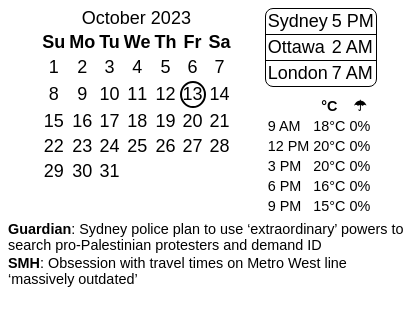 October 2023
Su Mo Tu We Th Fr Sa
1 2 3 4 5 6 7
8 9 10 11 12 13 14
15 16 17 18 19 20 21
22 23 24 25 26 27 28
29 30 31
Sydney 5 PM
Ottawa 2 AM
London 7 AM
°C ☂
9 AM 18°C 0%
12 PM 20°C 0%
3 PM 20°C 0%
6 PM 16°C 0%
9 PM 15°C 0%
Guardian: Sydney police plan to use ‘extraordinary’ powers to
search pro-Palestinian protesters and demand ID
SMH: Obsession with travel times on Metro West line
‘massively outdated’